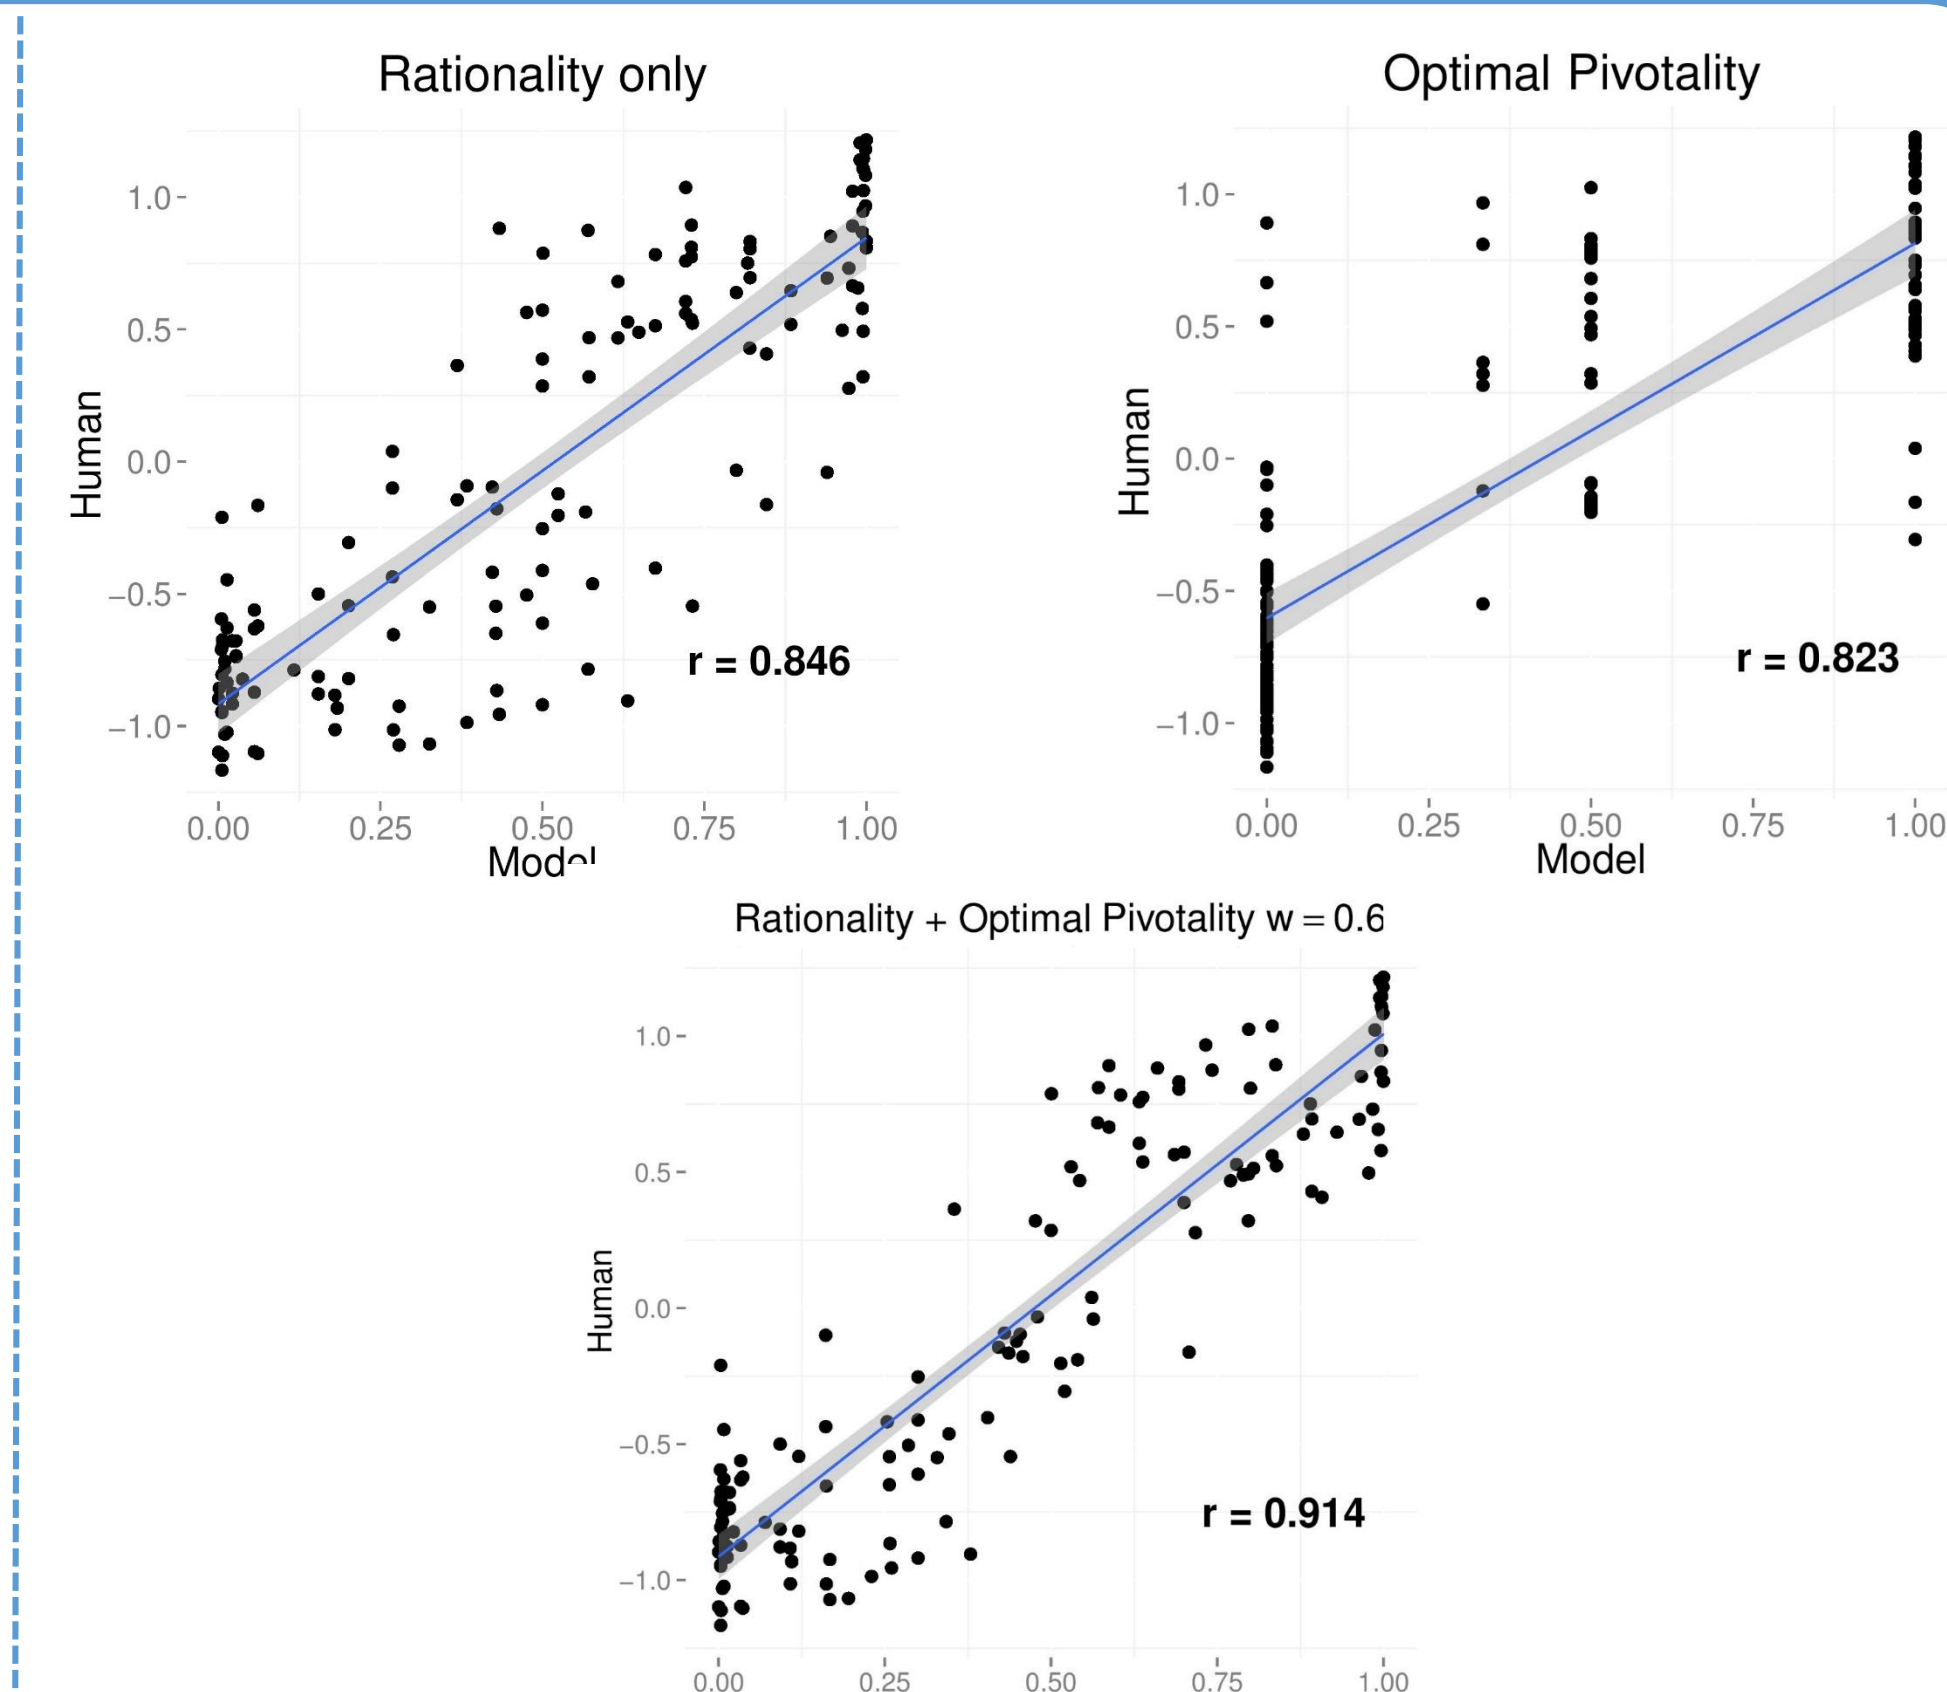 Rationality only
Human
1.0
0.5
0.0
−0.5
−1.0
r = 0.846
0.00 0.25 0.50 0.75 1.00
Model
Optimal Pivotality
Human
1.0
0.5
0.0
−0.5
−1.0
r = 0.823
0.00 0.25 0.50 0.75 1.00
Model
Rationality + Optimal Pivotality w = 0.6
Human
1.0
0.5
0.0
−0.5
−1.0
r = 0.914
0.00 0.25 0.50 0.75 1.00